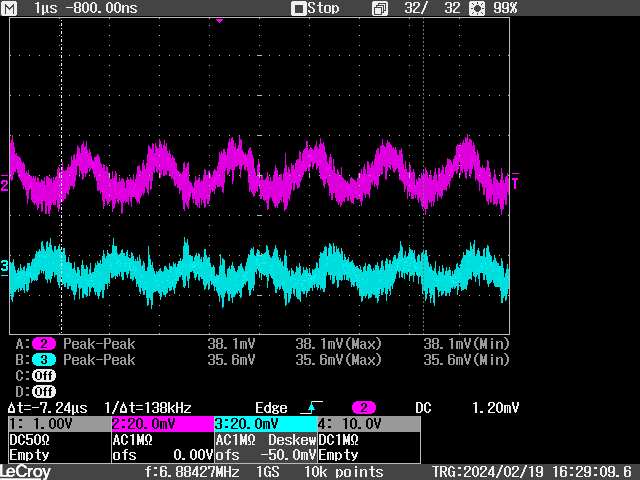 M 1µs -800.00ns Stop 32/ 32 99%
2
T
3
A: 2 Peak-Peak 38.1mV 38.1mV(Max) 38.1mV(Min)
B: 3 Peak-Peak 35.6mV 35.6mV(Max) 35.6mV(Min)
C: Off
D: Off
Δt=-7.24µs 1/Δt=138kHz Edge 2 DC 1.20mV
1: 1.00V 2:20.0mV 3:20.0mV 4: 10.0V
DC50Ω AC1MΩ AC1MΩ Deskew DC1MΩ
Empty ofs 0.00V ofs -50.0mV Empty
LeCroy f:6.88427MHz 1GS 10k points TRG:2024/02/19 16:29:09.6